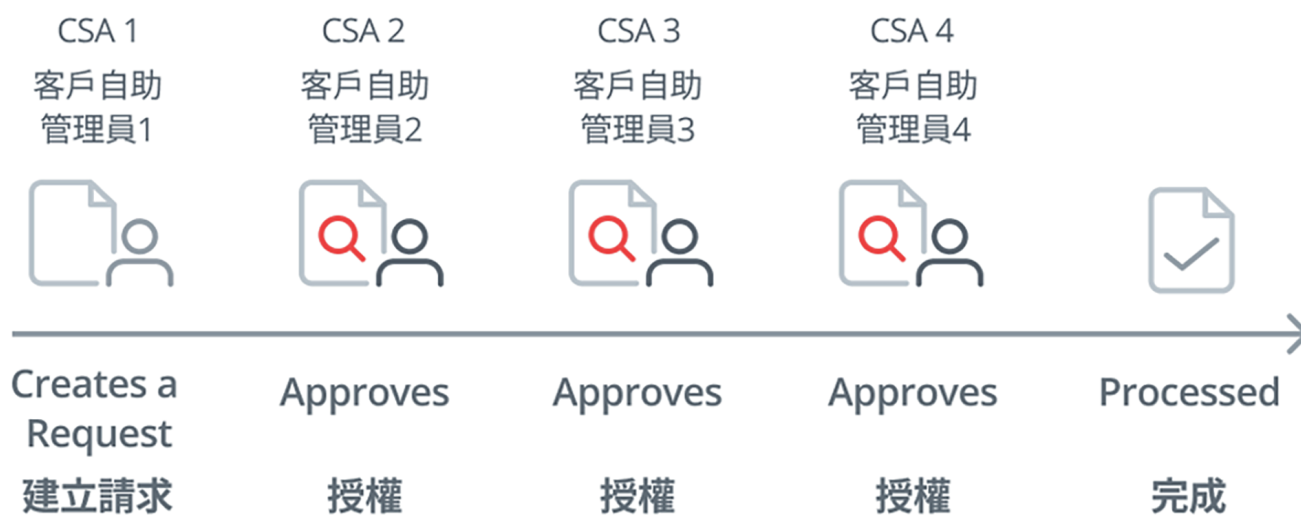 CSA 1
客戶自助
管理員1
CSA 2
客戶自助
管理員2
CSA 3
客戶自助
管理員3
CSA 4
客戶自助
管理員4
Creates a
Request
建立請求
Approves
授權
Approves
授權
Approves
授權
Processed
完成